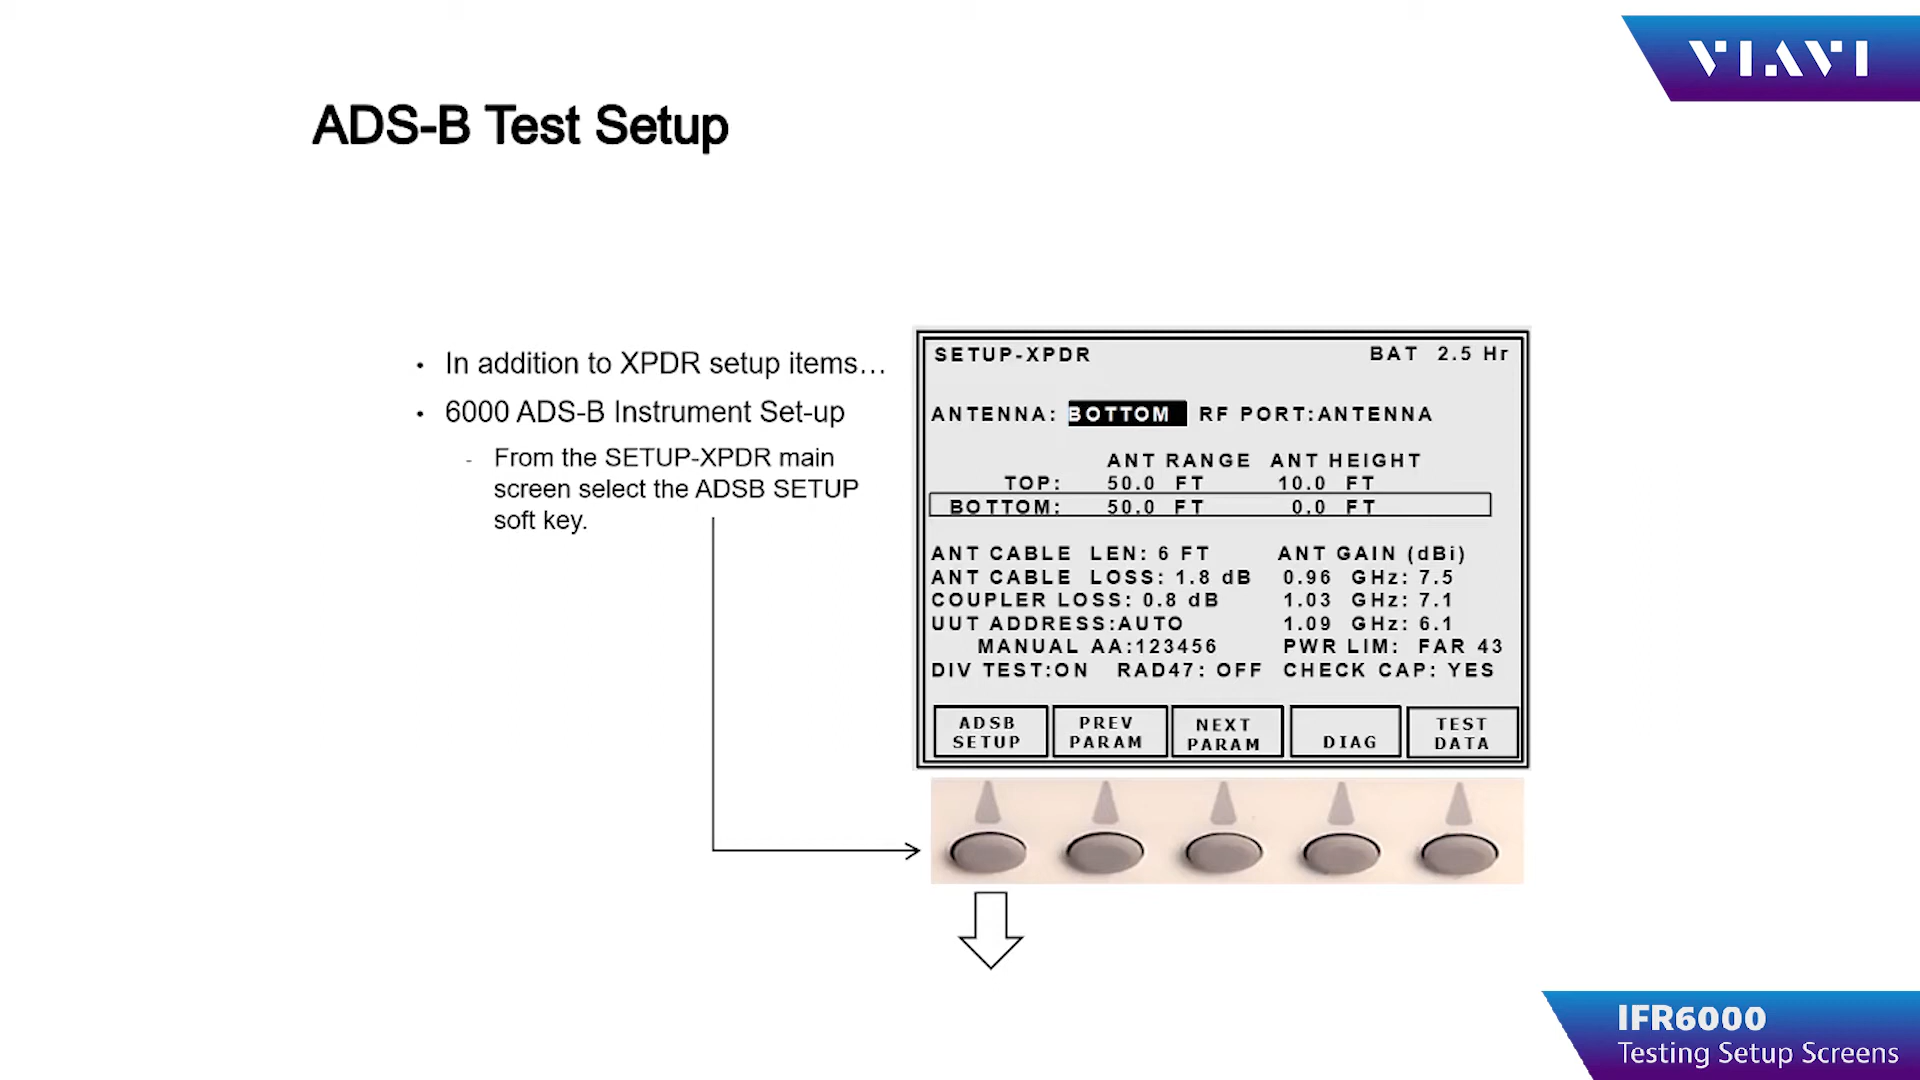 VIAVI
ADS-B Test Setup
• In addition to XPDR setup items…
• 6000 ADS-B Instrument Set-up
- From the SETUP-XPDR main
screen select the ADSB SETUP
soft key.
SETUP-XPDR BAT 2.5 Hr
ANTENNA: BOTTOM RF PORT:ANTENNA
ANT RANGE ANT HEIGHT
TOP: 50.0 FT 10.0 FT
BOTTOM: 50.0 FT 0.0 FT
ANT CABLE LEN: 6 FT ANT GAIN (dBi)
ANT CABLE LOSS: 1.8 dB 0.96 GHz: 7.5
COUPLER LOSS: 0.8 dB 1.03 GHz: 7.1
UUT ADDRESS:AUTO 1.09 GHz: 6.1
MANUAL AA:123456 PWR LIM: FAR 43
DIV TEST:ON RAD47: OFF CHECK CAP: YES
ADSB SETUP
PREV PARAM
NEXT PARAM
DIAG
TEST DATA
IFR6000
Testing Setup Screens